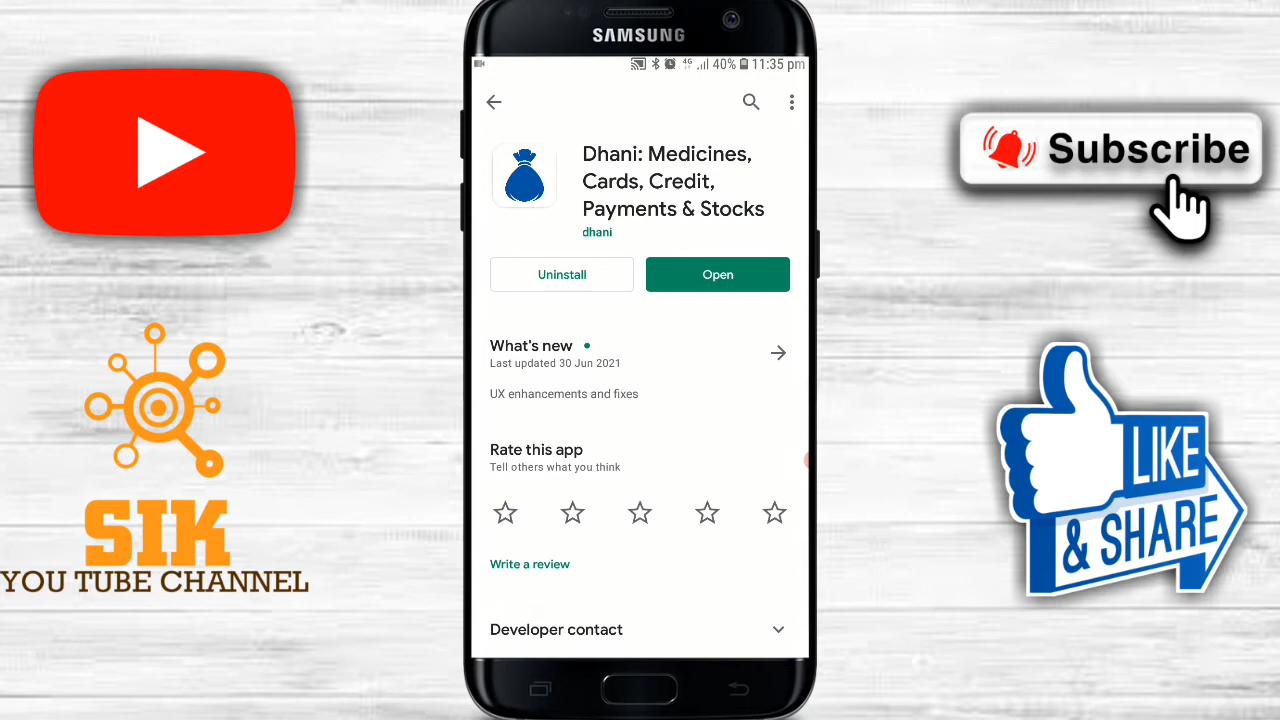 SAMSUNG
4G 40% 11:35 pm
Dhani: Medicines,
Cards, Credit,
Payments & Stocks
dhani
Uninstall
Open
What's new
Last updated 30 Jun 2021
UX enhancements and fixes
Rate this app
Tell others what you think
Write a review
Developer contact
SIK
YOU TUBE CHANNEL
Subscribe
LIKE
& SHARE